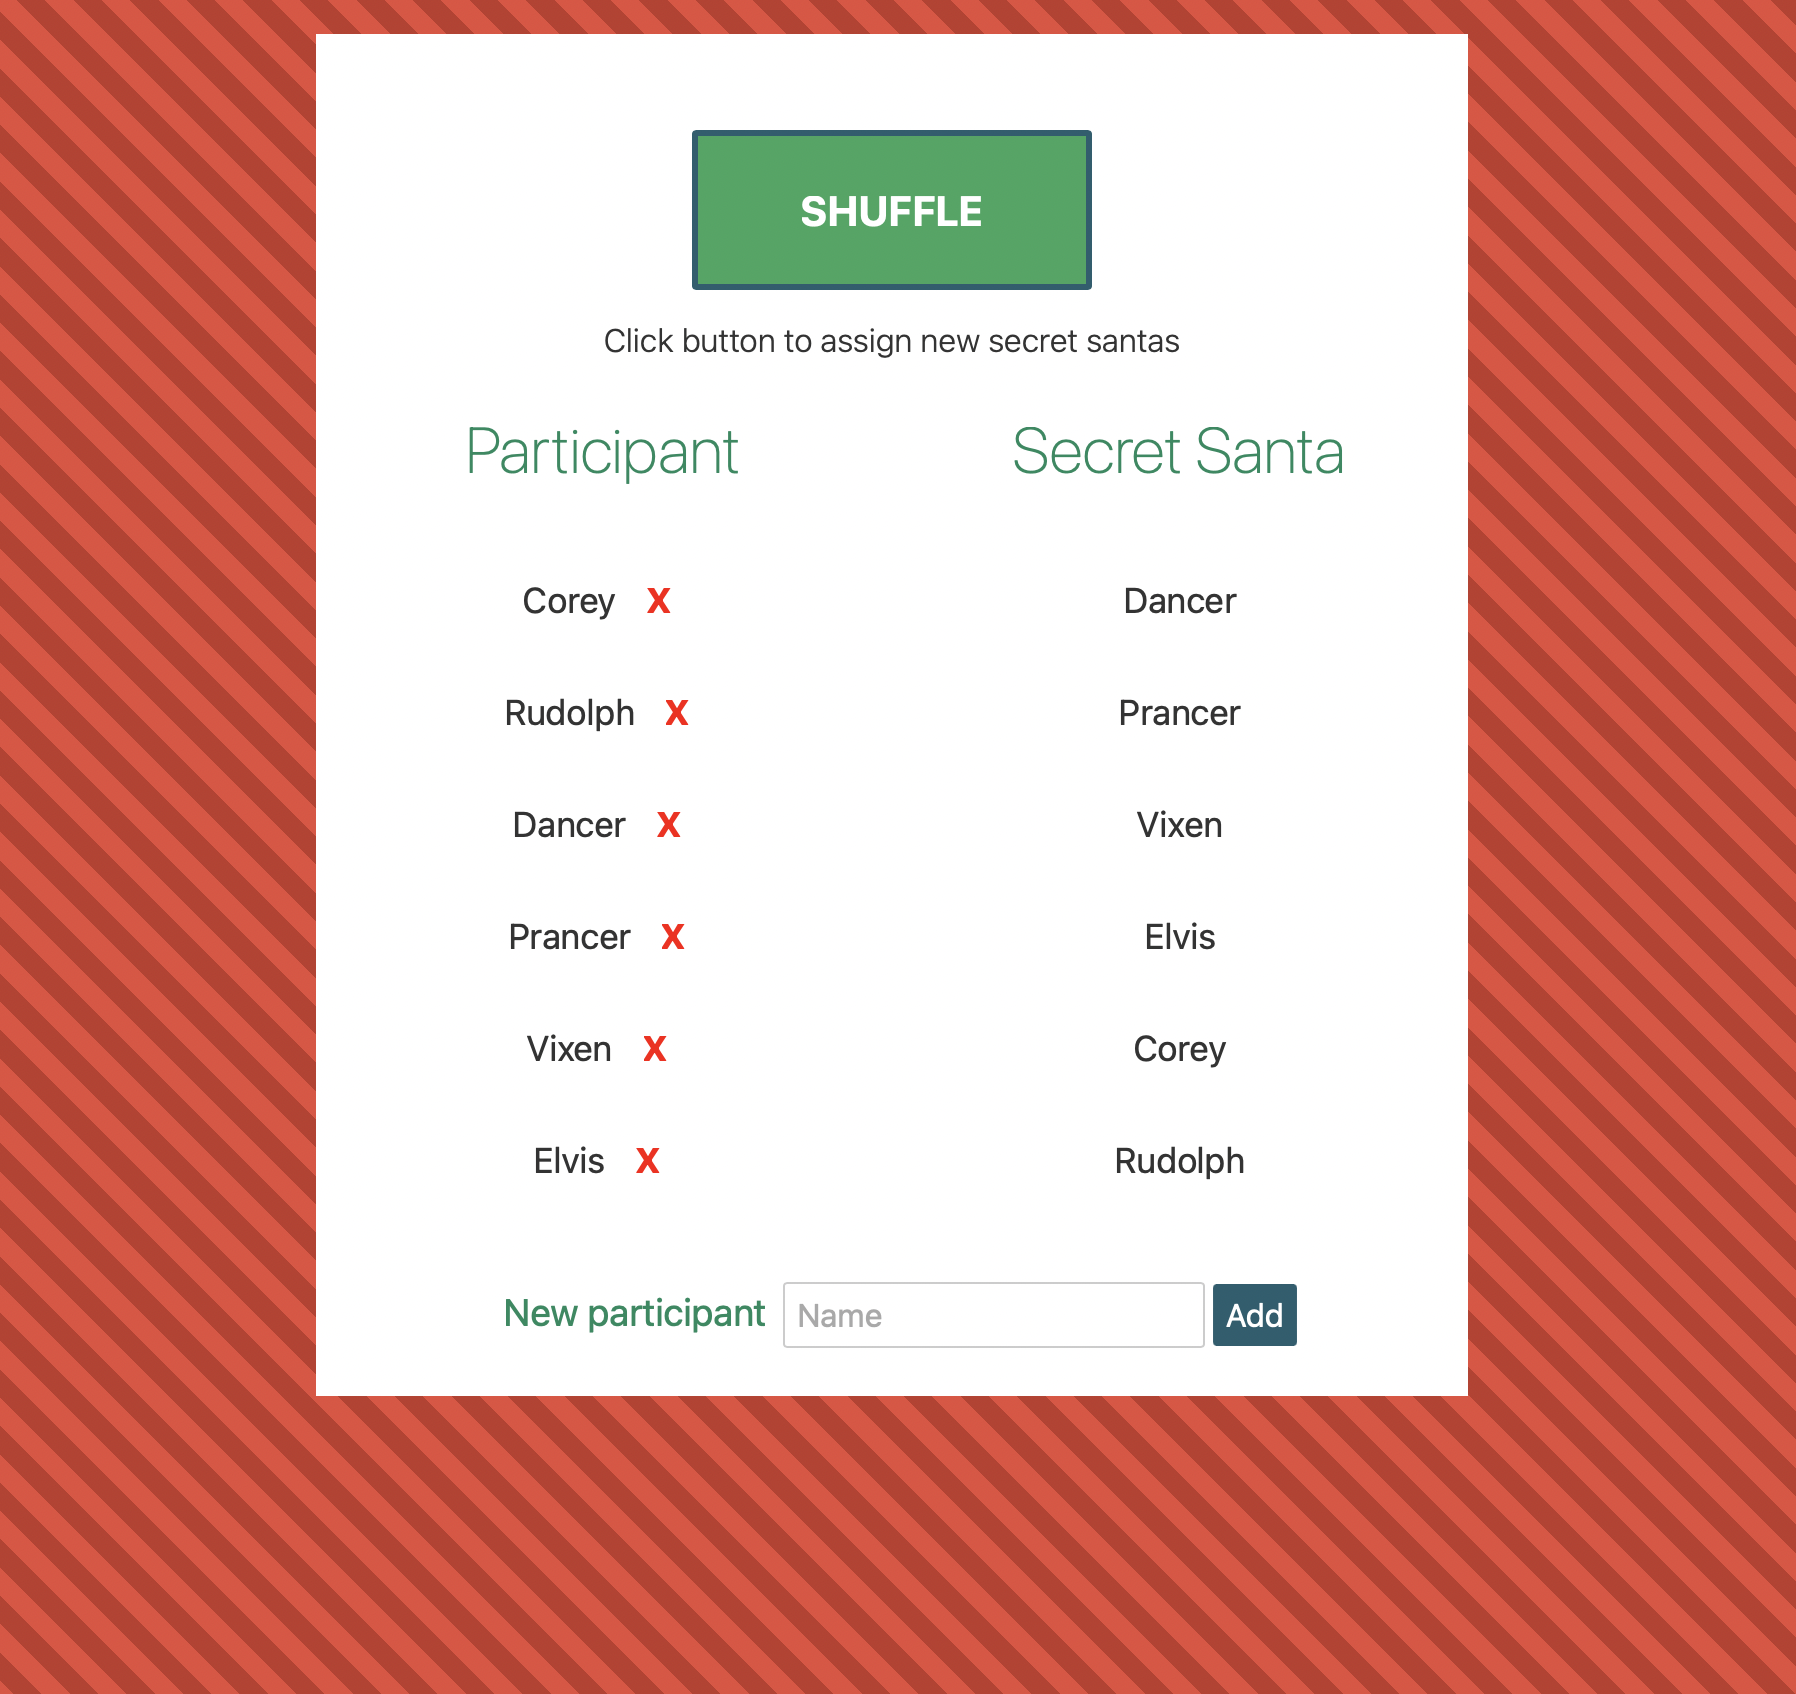 SHUFFLE
Click button to assign new secret santas
Participant Secret Santa
Corey X Dancer
Rudolph X Prancer
Dancer X Vixen
Prancer X Elvis
Vixen X Corey
Elvis X Rudolph
New participant Name Add